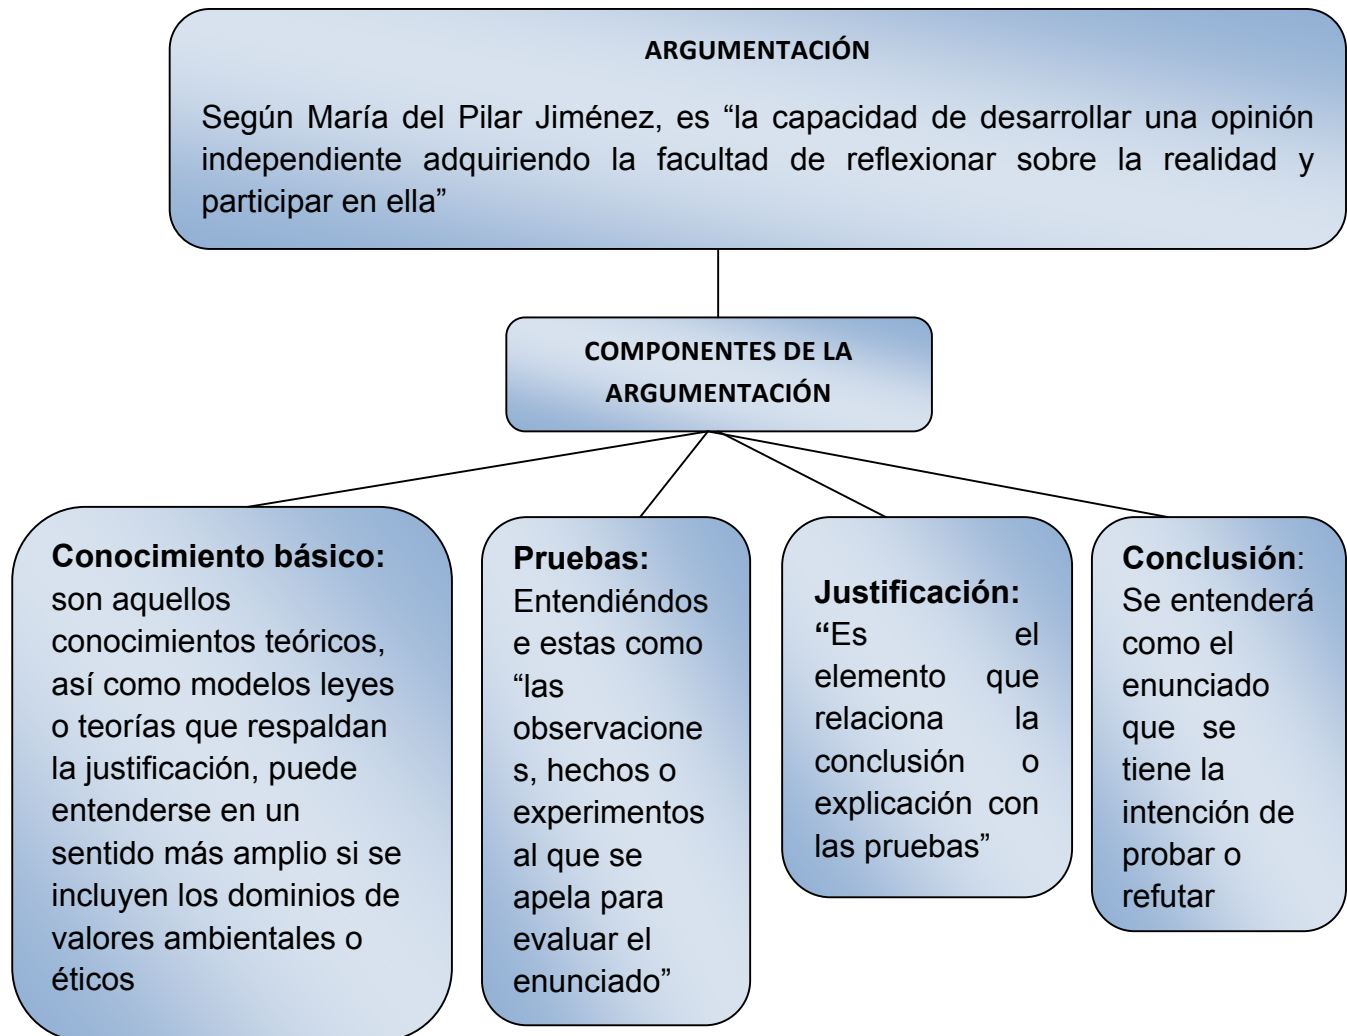 ARGUMENTACIÓN
Según María del Pilar Jiménez, es “la capacidad de desarrollar una opinión
independiente adquiriendo la facultad de reflexionar sobre la realidad y
participar en ella”
COMPONENTES DE LA
ARGUMENTACIÓN
Conocimiento básico:
son aquellos
conocimientos teóricos,
así como modelos leyes
o teorías que respaldan
la justificación, puede
entenderse en un
sentido más amplio si se
incluyen los dominios de
valores ambientales o
éticos
Pruebas:
Entendiéndos
e estas como
“las
observacione
s, hechos o
experimentos
al que se
apela para
evaluar el
enunciado”
Justificación:
“Es el
elemento que
relaciona la
conclusión o
explicación con
las pruebas”
Conclusión:
Se entenderá
como el
enunciado
que se
tiene la
intención de
probar o
refutar